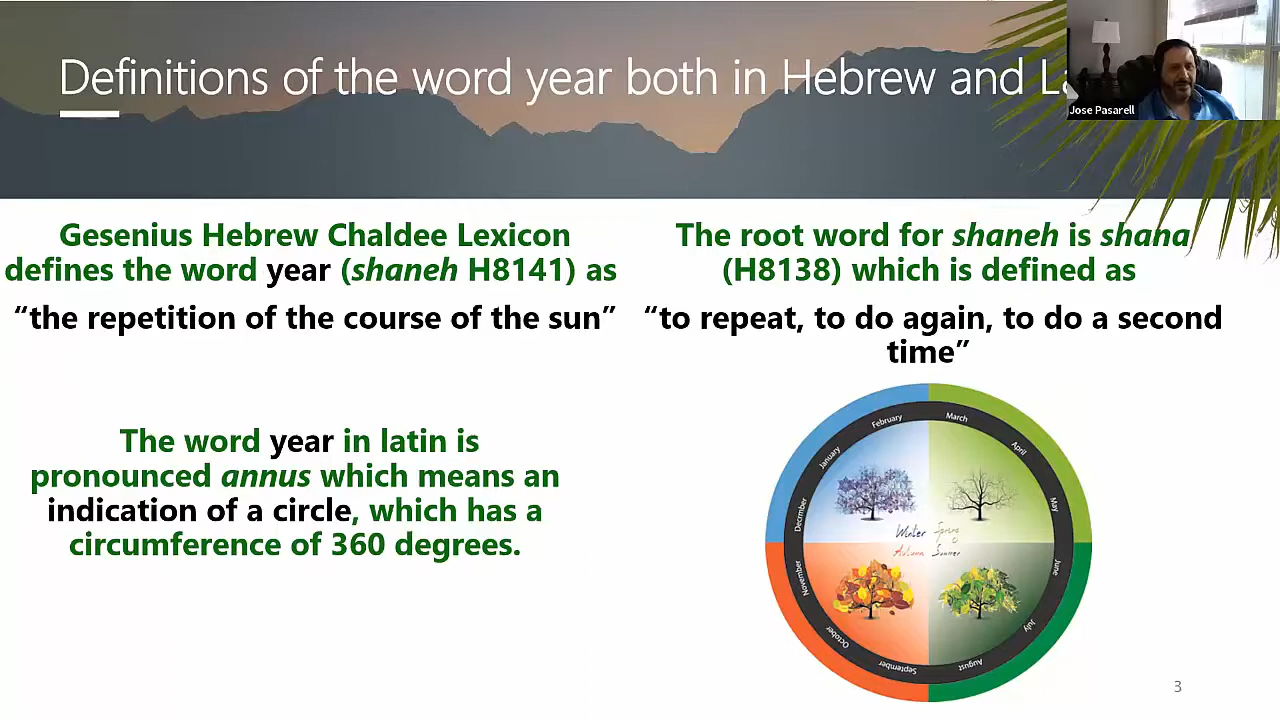 Definitions of the word year both in Hebrew and
Jose Pasarell
Gesenius Hebrew Chaldee Lexicon
defines the word year (shaneh H8141) as
“the repetition of the course of the sun”
The root word for shaneh is shana
(H8138) which is defined as
“to repeat, to do again, to do a second
time”
The word year in latin is
pronounced annus which means an
indication of a circle, which has a
circumference of 360 degrees.
January
February
March
April
May
June
July
August
September
October
November
December
Winter
Spring
Autumn
Summer
3